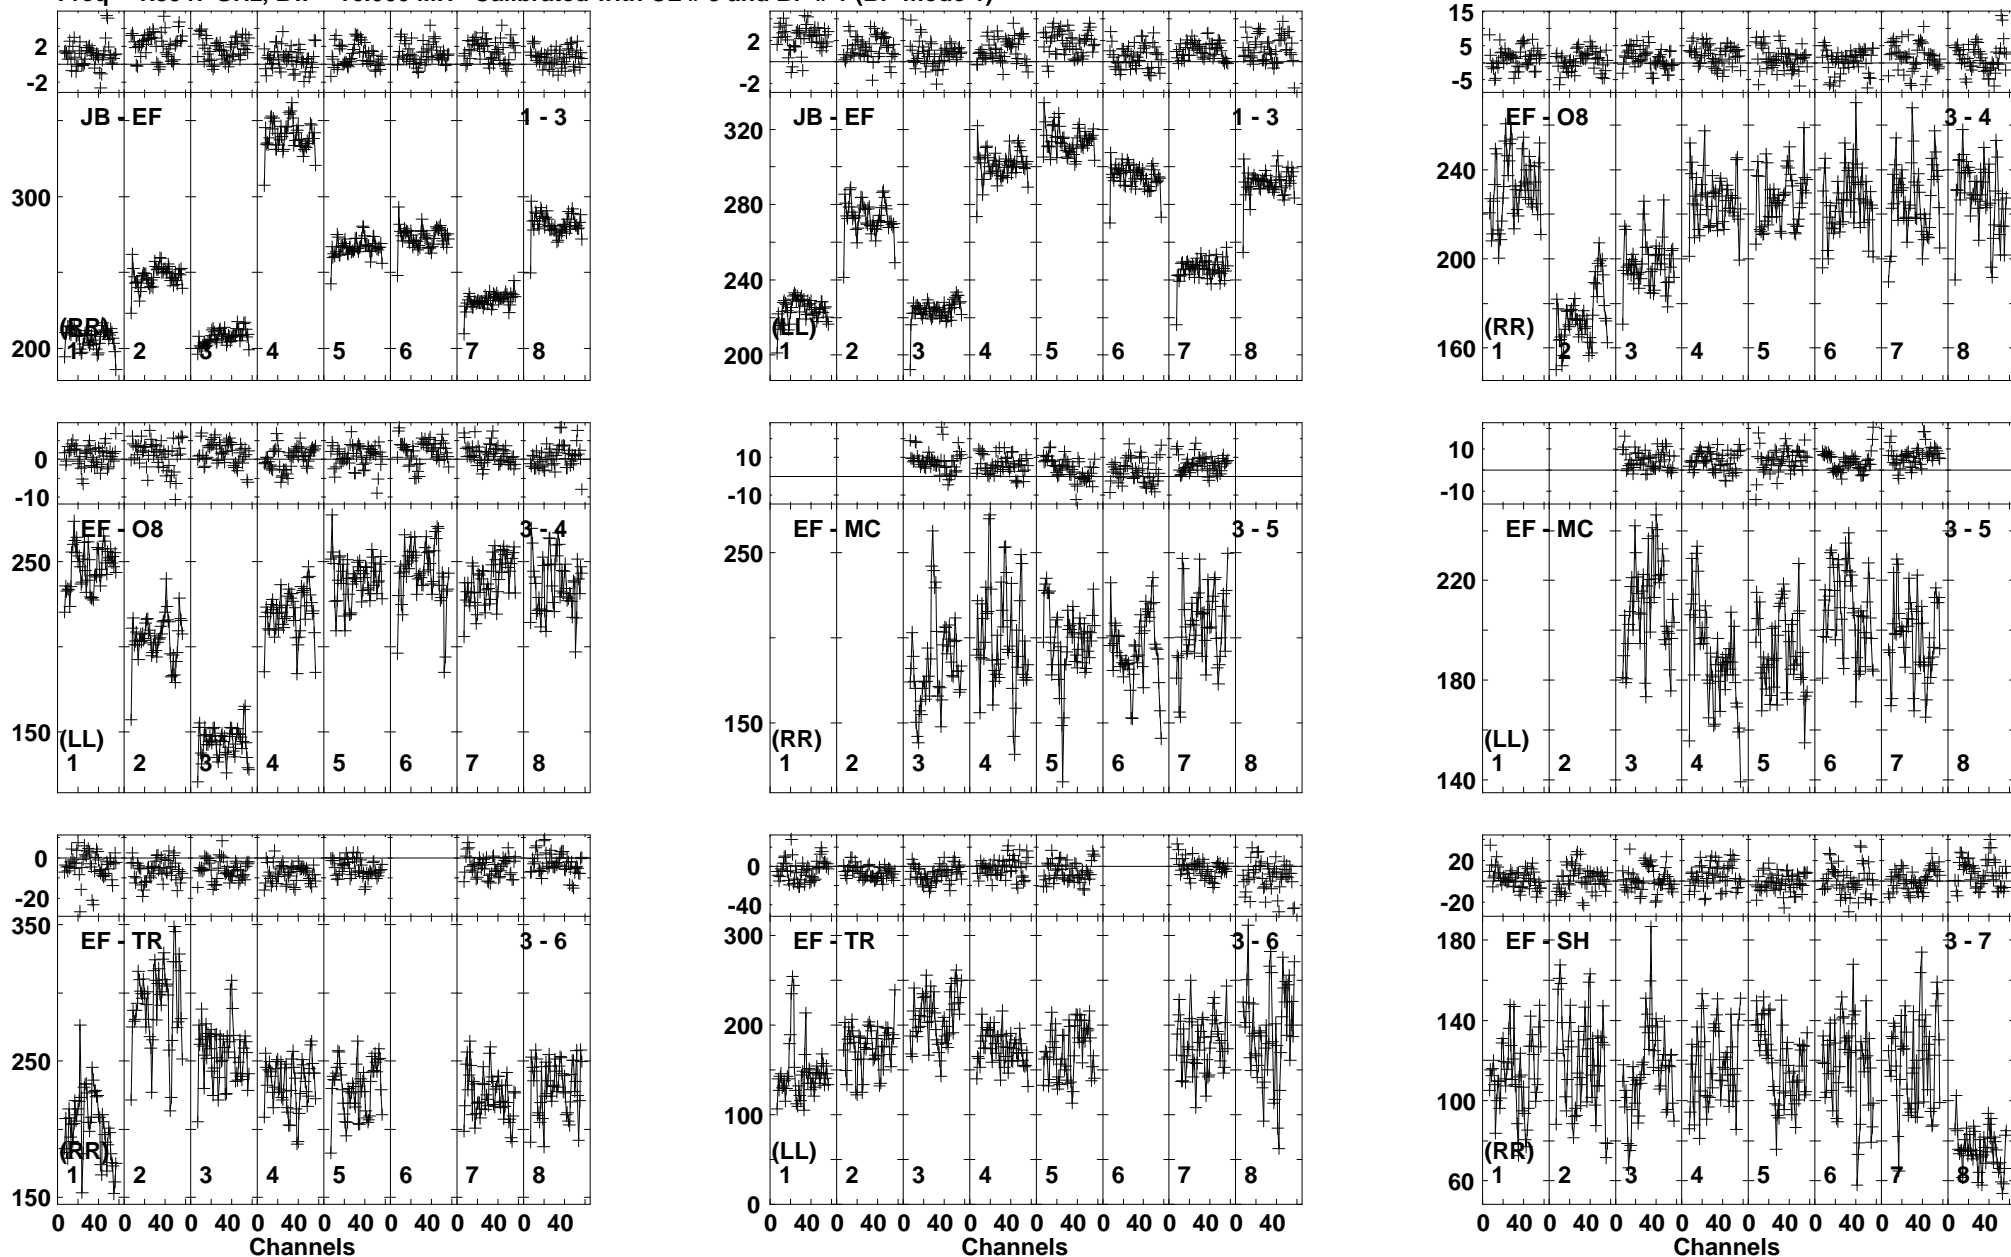 2
-2
JB - EF
1 - 3
300
200
(RR)
1 2 3 4 5 6 7 8
2
-2
JB - EF
1 - 3
320
280
240
200
(LL)
1 2 3 4 5 6 7 8
15
5
-5
EF - O8
3 - 4
240
200
160
(RR)
1 2 3 4 5 6 7 8
0
-10
EF - O8
3 - 4
250
150
(LL)
1 2 3 4 5 6 7 8
10
-10
EF - MC
3 - 5
250
150
(RR)
1 2 3 4 5 6 7 8
10
-10
EF - MC
3 - 5
220
180
140
(LL)
1 2 3 4 5 6 7 8
0
-20
350
EF - TR
3 - 6
250
150
(RR)
1 2 3 4 5 6 7 8
0 40 0 40 0 40 0 40 0 40 0 40 0 40 0 40
Channels
0
-40
EF - TR
3 - 6
300
200
100
0
(LL)
1 2 3 4 5 6 7 8
0 40 0 40 0 40 0 40 0 40 0 40 0 40 0 40
Channels
20
-20
EF - SH
3 - 7
180
140
100
60
(RR)
1 2 3 4 5 6 7 8
0 40 0 40 0 40 0 40 0 40 0 40 0 40 0 40
Channels